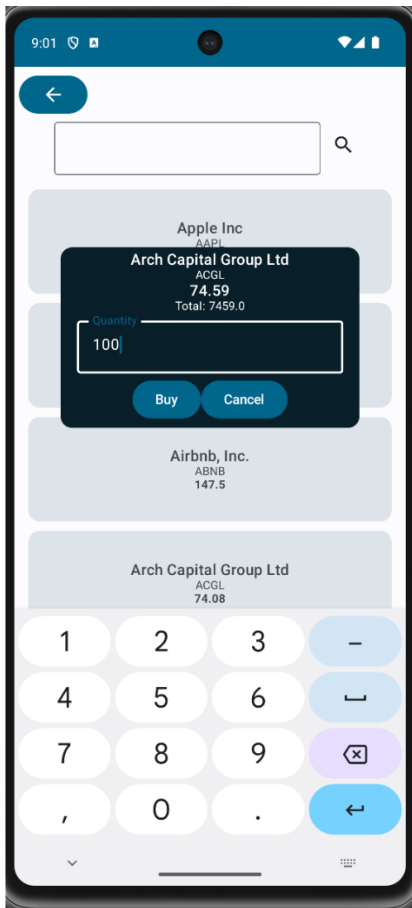 9:01
Apple Inc
AAPL
Arch Capital Group Ltd
ACGL
74.59
Total: 7459.0
Quantity
100
Buy Cancel
Airbnb, Inc.
ABNB
147.5
Arch Capital Group Ltd
ACGL
74.08
1 2 3 –
4 5 6
7 8 9
, 0 .